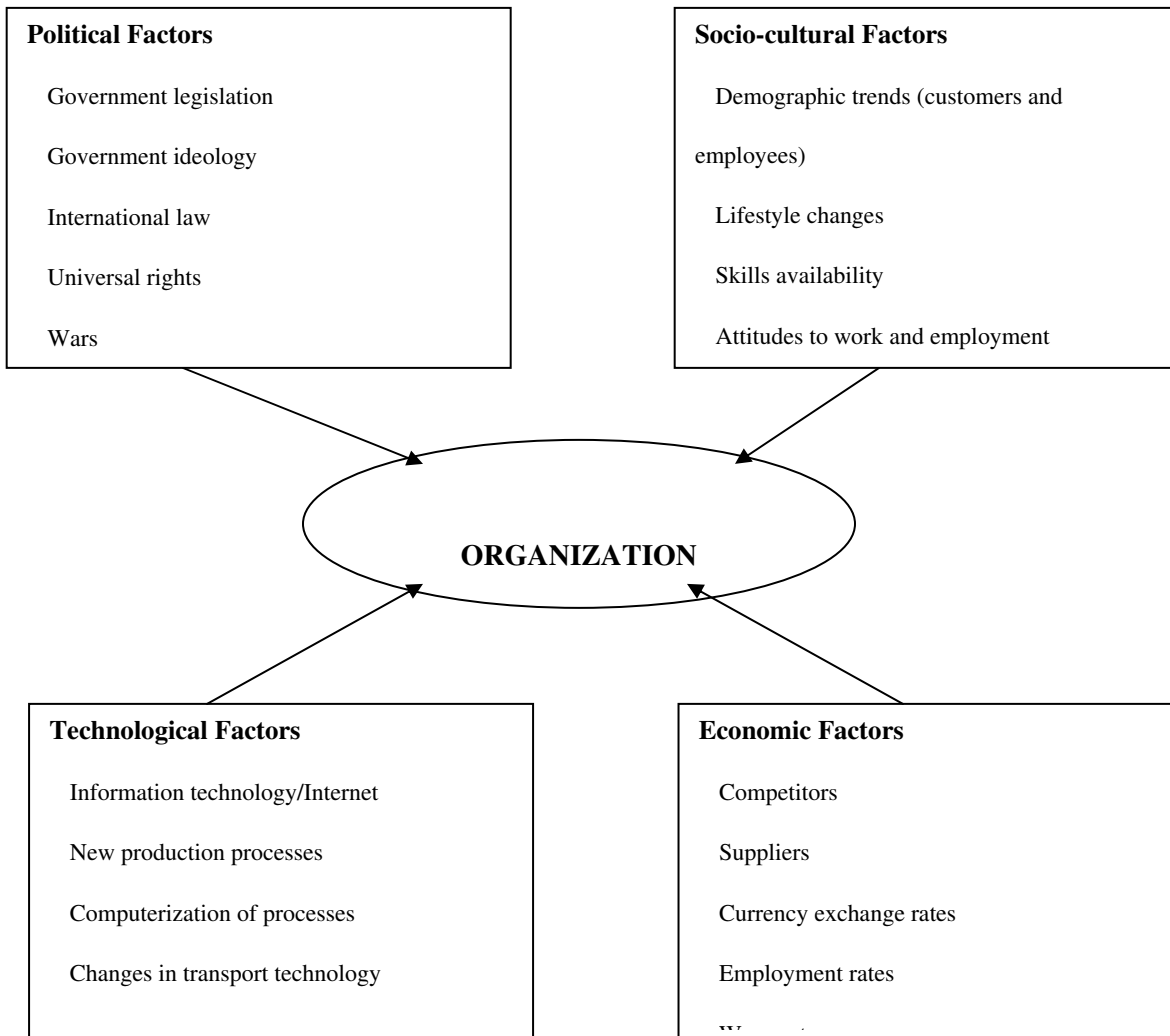 Political Factors
Government legislation
Government ideology
International law
Universal rights
Wars
Socio-cultural Factors
Demographic trends (customers and
employees)
Lifestyle changes
Skills availability
Attitudes to work and employment
ORGANIZATION
Technological Factors
Information technology/Internet
New production processes
Computerization of processes
Changes in transport technology
Economic Factors
Competitors
Suppliers
Currency exchange rates
Employment rates